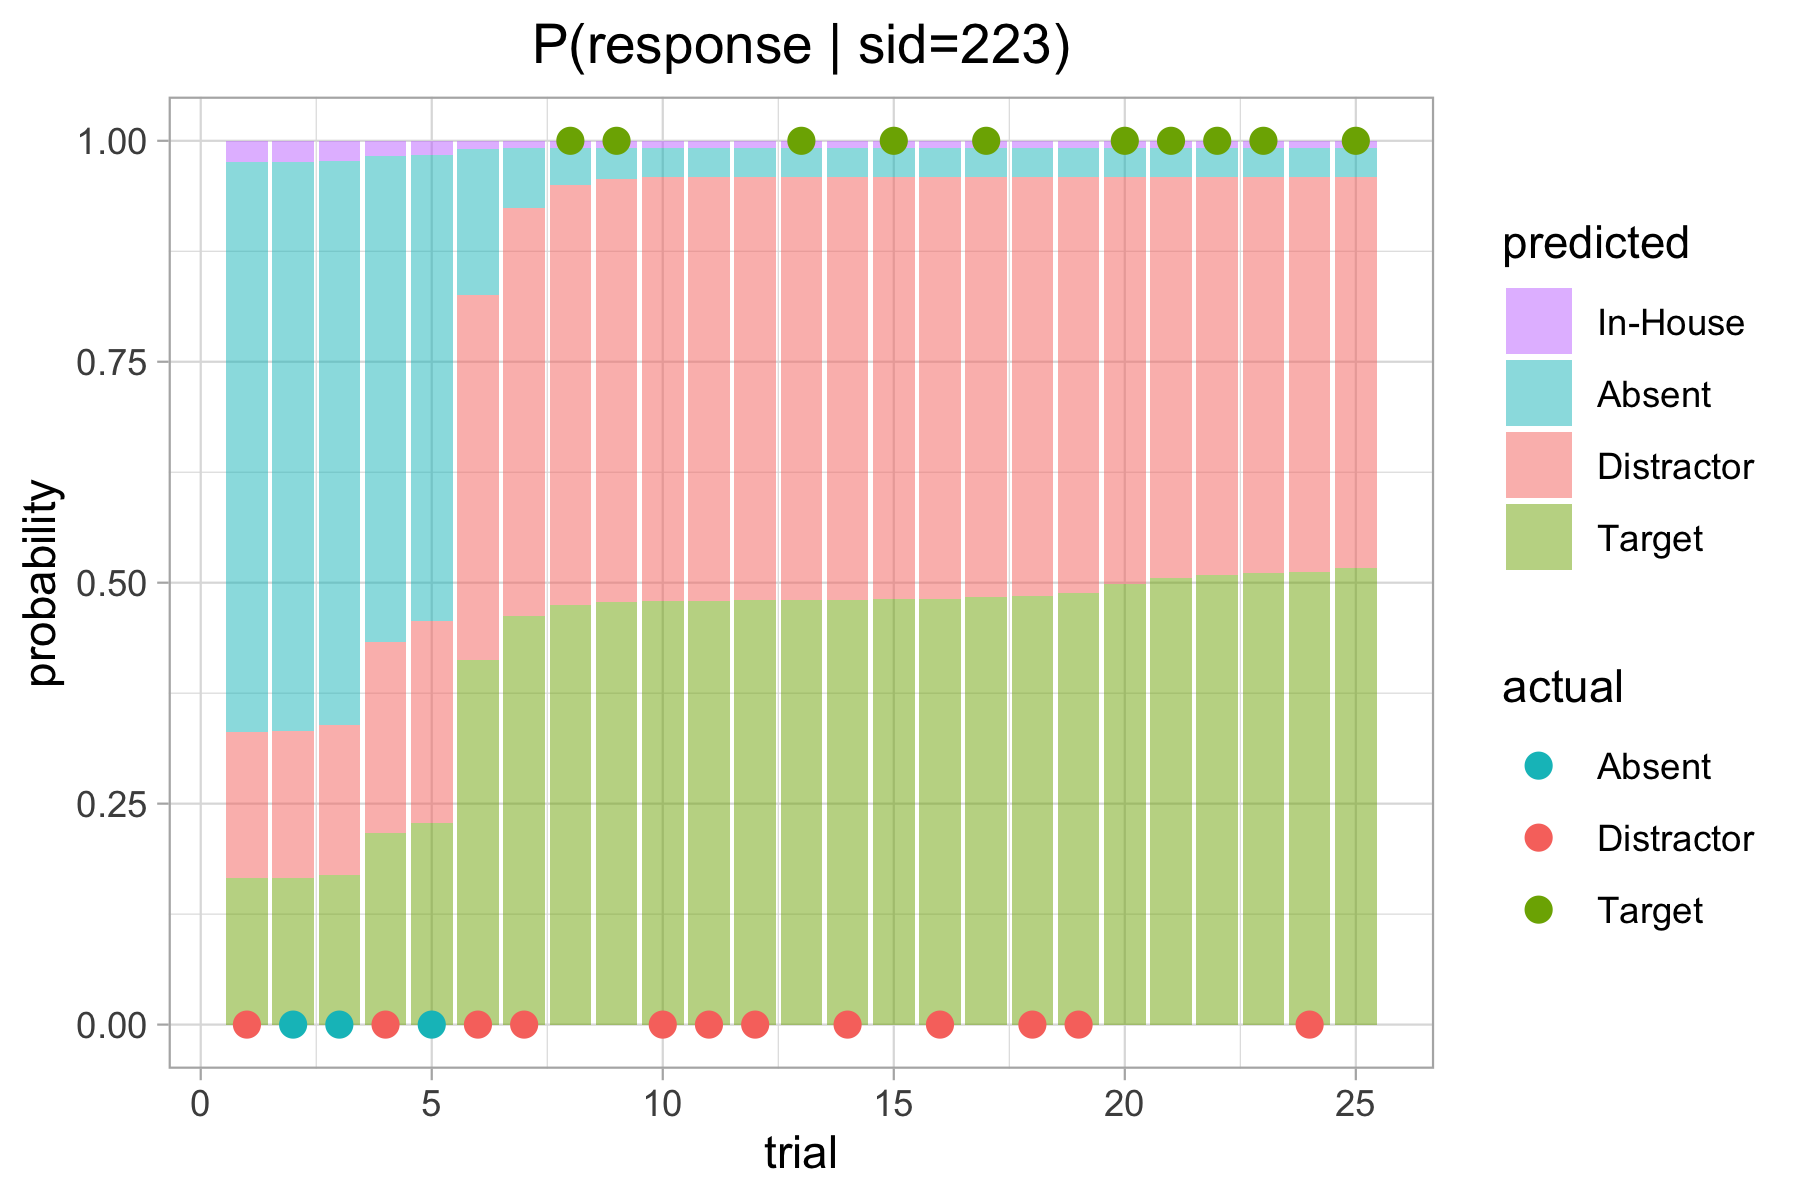 P(response | sid=223)
1.00
0.75
0.50
0.25
0.00
probability
0 5 10 15 20 25
trial
predicted
In-House
Absent
Distractor
Target
actual
Absent
Distractor
Target